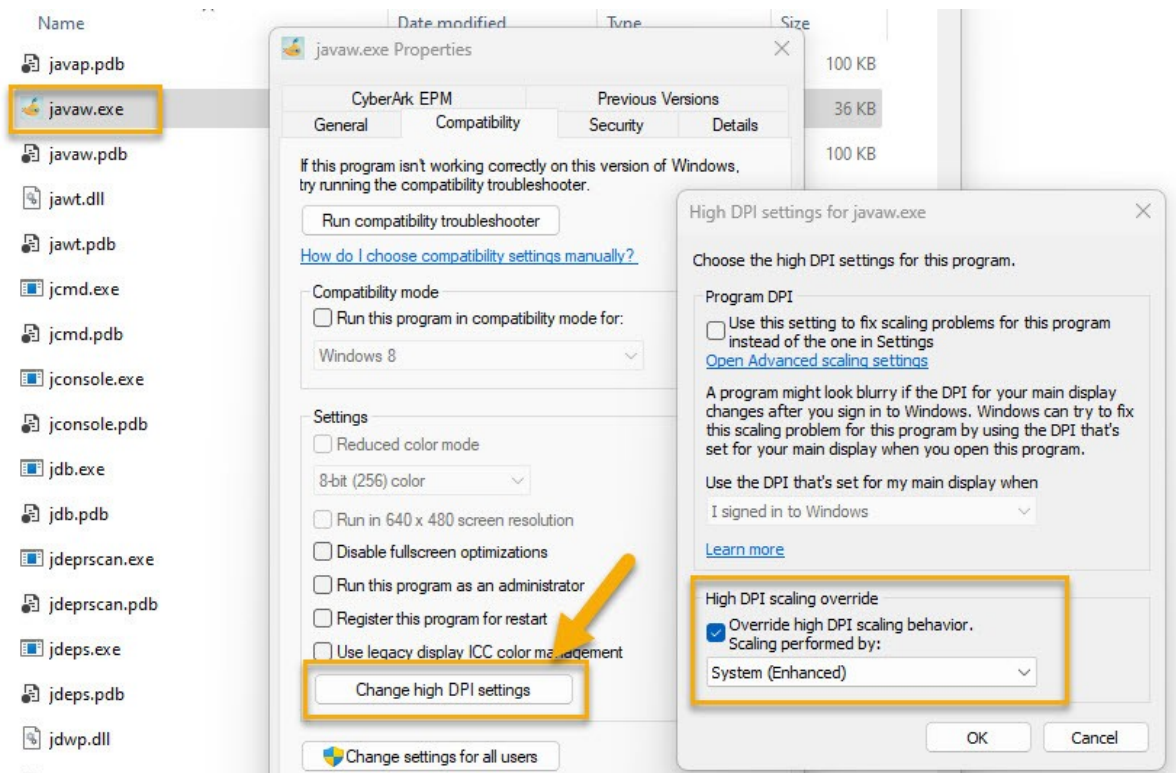 Name
Date modified
Type
Size
javap.pdb
100 KB
javaw.exe
36 KB
javaw.pdb
100 KB
jawt.dll
jawt.pdb
jcmd.exe
jcmd.pdb
jconsole.exe
jconsole.pdb
jdb.exe
jdb.pdb
jdeprscan.exe
jdeprscan.pdb
jdeps.exe
jdeps.pdb
jdwp.dll
javaw.exe Properties
CyberArk EPM
Previous Versions
General
Compatibility
Security
Details
If this program isn't working correctly on this version of Windows,
try running the compatibility troubleshooter.
Run compatibility troubleshooter
How do I choose compatibility settings manually?
Compatibility mode
Run this program in compatibility mode for:
Windows 8
Settings
Reduced color mode
8-bit (256) color
Run in 640 x 480 screen resolution
Disable fullscreen optimizations
Run this program as an administrator
Register this program for restart
Use legacy display ICC color management
Change high DPI settings
Change settings for all users
High DPI settings for javaw.exe
Choose the high DPI settings for this program.
Program DPI
Use this setting to fix scaling problems for this program
instead of the one in Settings
Open Advanced scaling settings
A program might look blurry if the DPI for your main display
changes after you sign in to Windows. Windows can try to fix
this scaling problem for this program by using the DPI that's
set for your main display when you open this program.
Use the DPI that's set for my main display when
I signed in to Windows
Learn more
High DPI scaling override
Override high DPI scaling behavior.
Scaling performed by:
System (Enhanced)
OK
Cancel